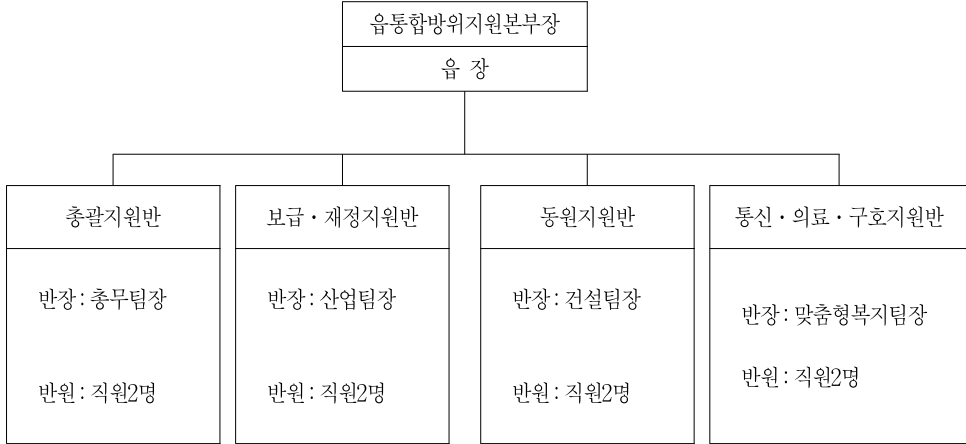 읍통합방위지원본부장
읍 장
총괄지원반
반장 : 총무팀장
반원 : 직원2명
보급・재정지원반
반장 : 산업팀장
반원 : 직원2명
동원지원반
반장 : 건설팀장
반원 : 직원2명
통신・의료・구호지원반
반장 : 맞춤형복지팀장
반원 : 직원2명